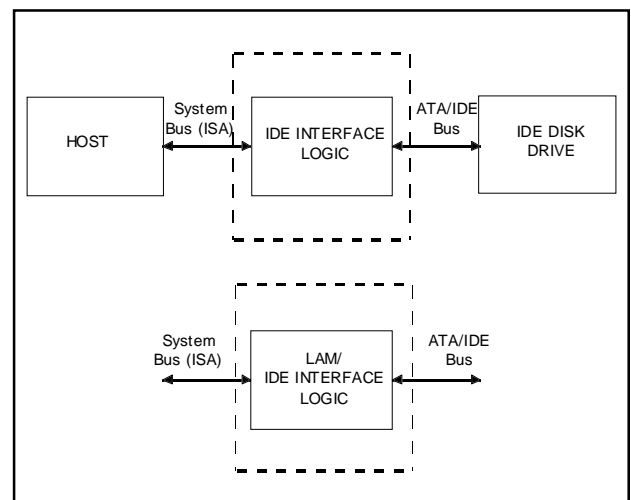 HOST
System
Bus (ISA)
IDE INTERFACE
LOGIC
ATA/IDE
Bus
IDE DISK
DRIVE
System
Bus (ISA)
LAM/
IDE INTERFACE
LOGIC
ATA/IDE
Bus